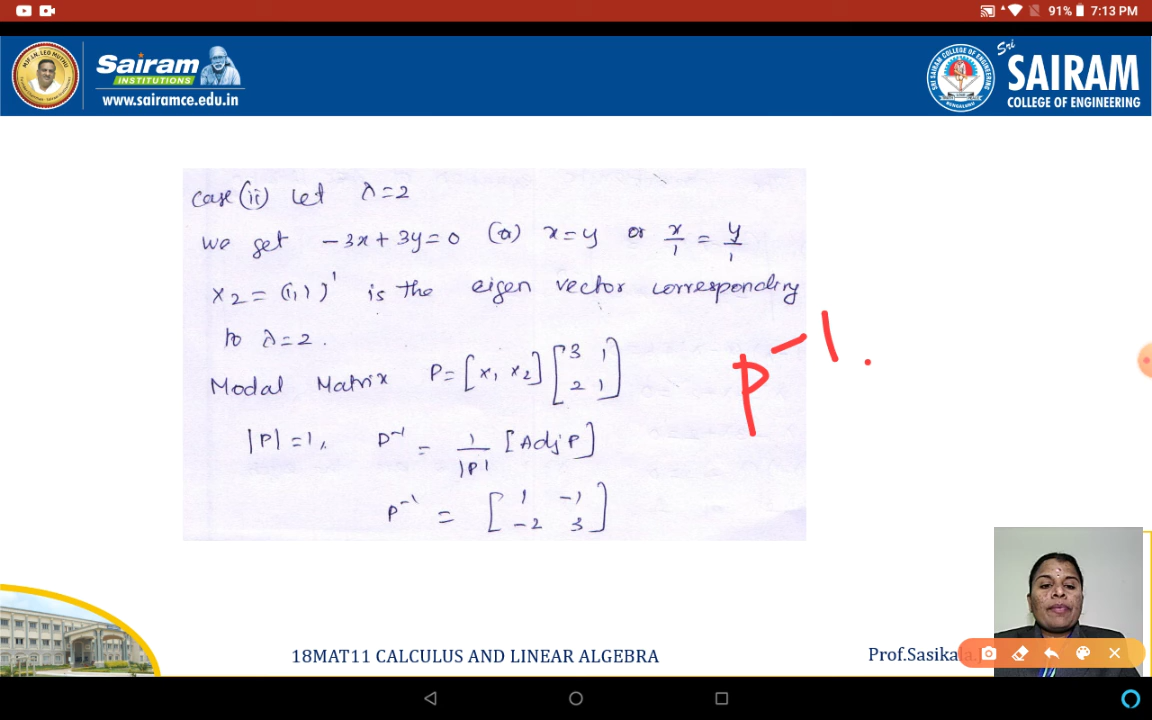 91% 7:13 PM
Sairam
INSTITUTIONS
www.sairamce.edu.in
Sri
SAIRAM
COLLEGE OF ENGINEERING
case (ii) Let λ=2
We get -3x+3y=0 (or) x=y or x/1 = y/1
x2 = (1,1)' is the eigen vector corresponding
to λ=2.
Modal Matrix P=[x1 x2] [3 1
2 1]
|P|=1, P^-1 = 1/|P| [Adj P]
P^-1 = [1 -1
-2 3]
P^-1.
18MAT11 CALCULUS AND LINEAR ALGEBRA
Prof.Sasikala.